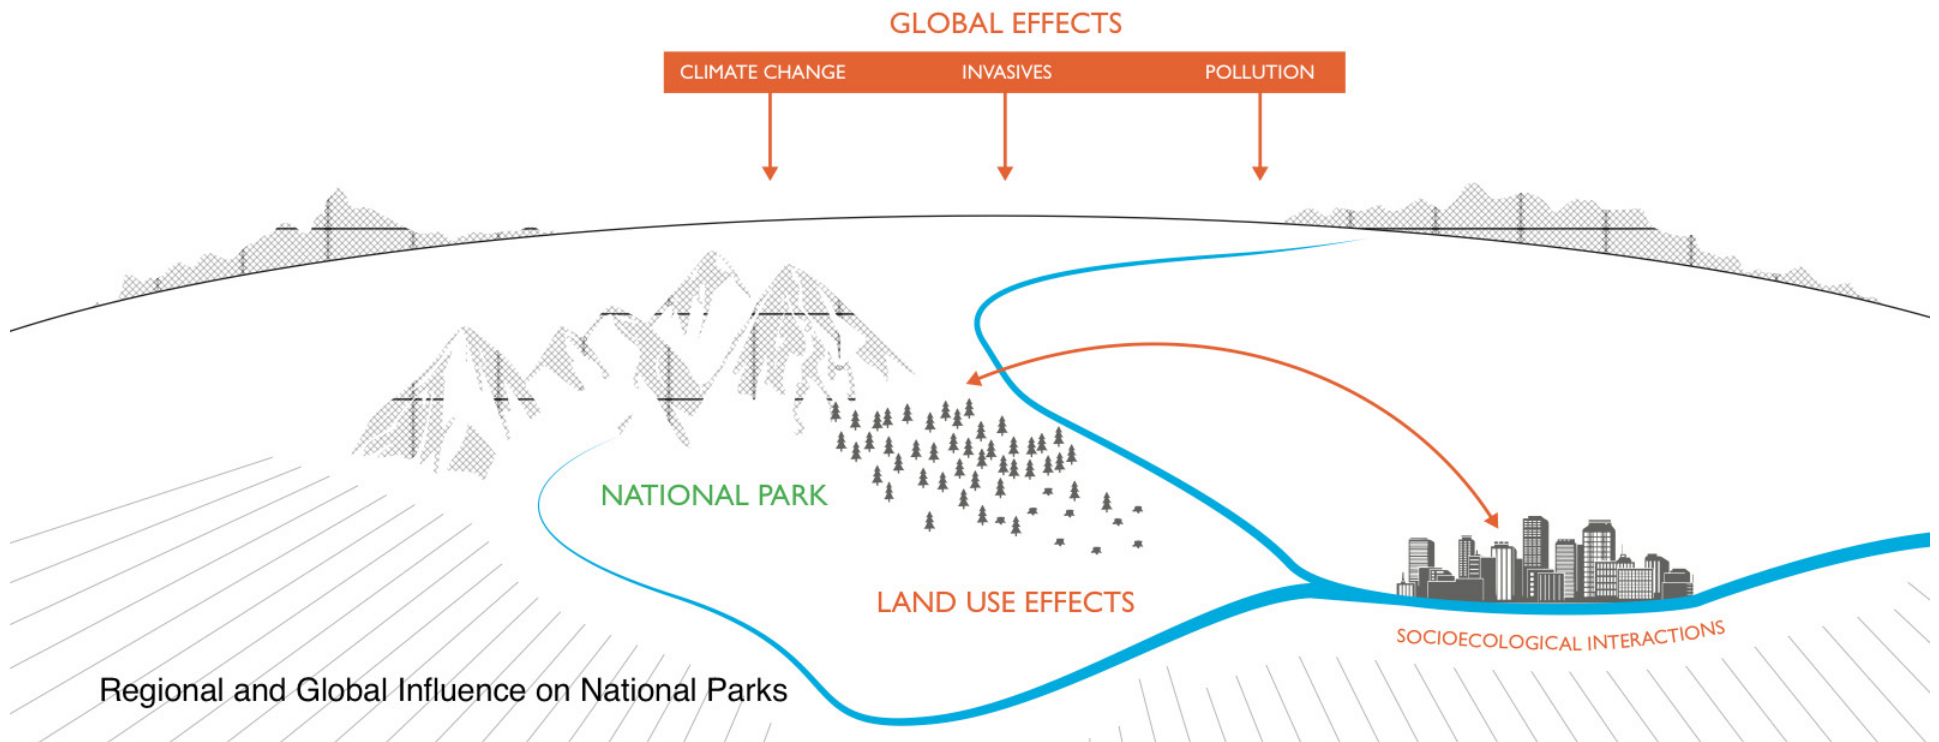 GLOBAL EFFECTS
CLIMATE CHANGE
INVASIVES
POLLUTION
NATIONAL PARK
LAND USE EFFECTS
SOCIOECOLOGICAL INTERACTIONS
Regional and Global Influence on National Parks